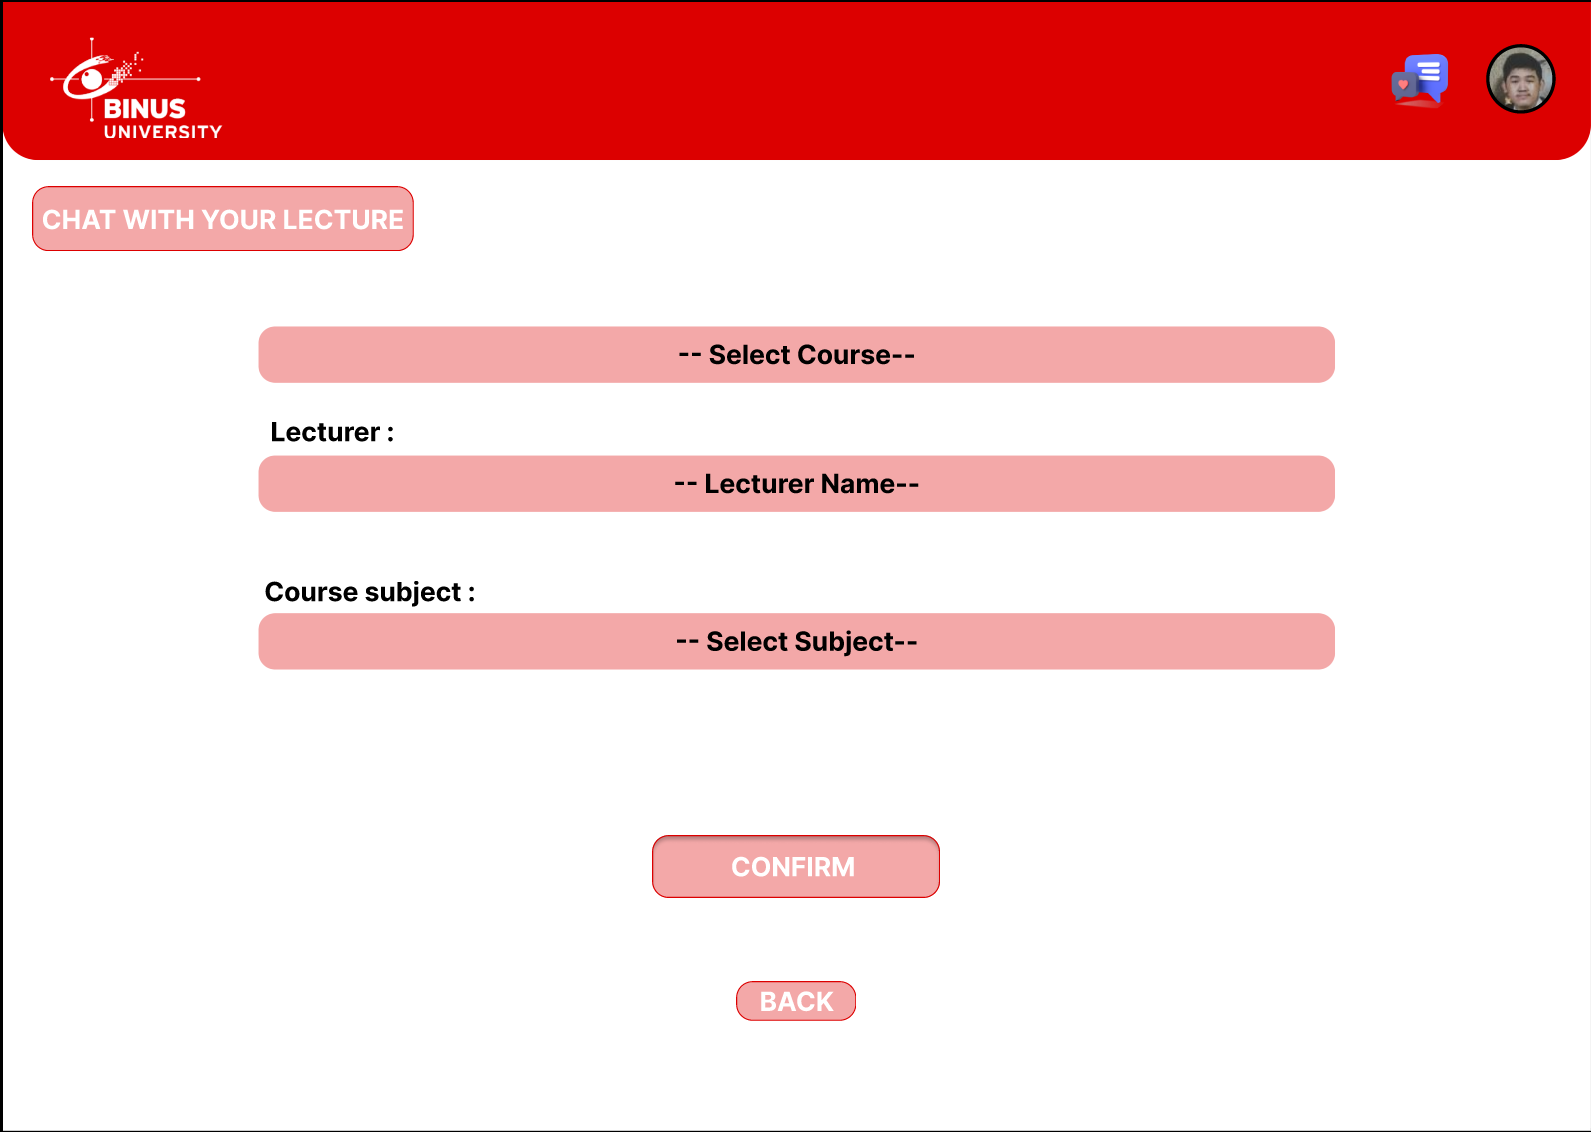 BINUS
UNIVERSITY
CHAT WITH YOUR LECTURE
-- Select Course--
Lecturer :
-- Lecturer Name--
Course subject :
-- Select Subject--
CONFIRM
BACK